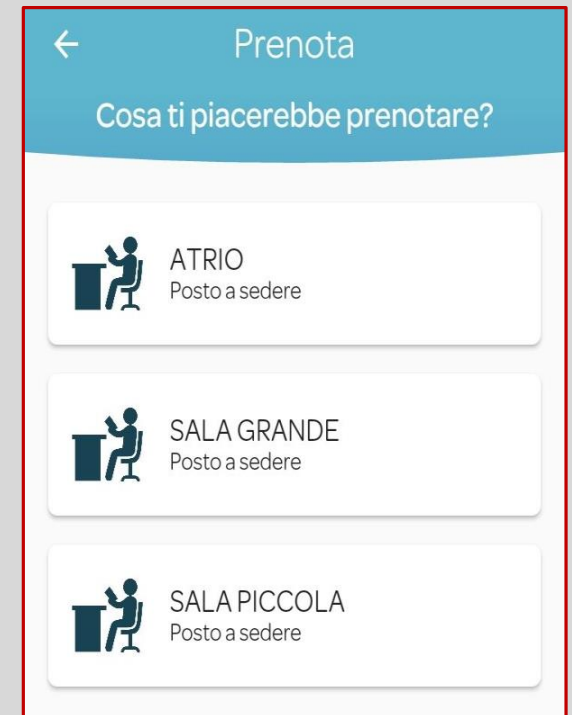 Prenota
Cosa ti piacerebbe prenotare?
ATRIO
Posto a sedere
SALA GRANDE
Posto a sedere
SALA PICCOLA
Posto a sedere